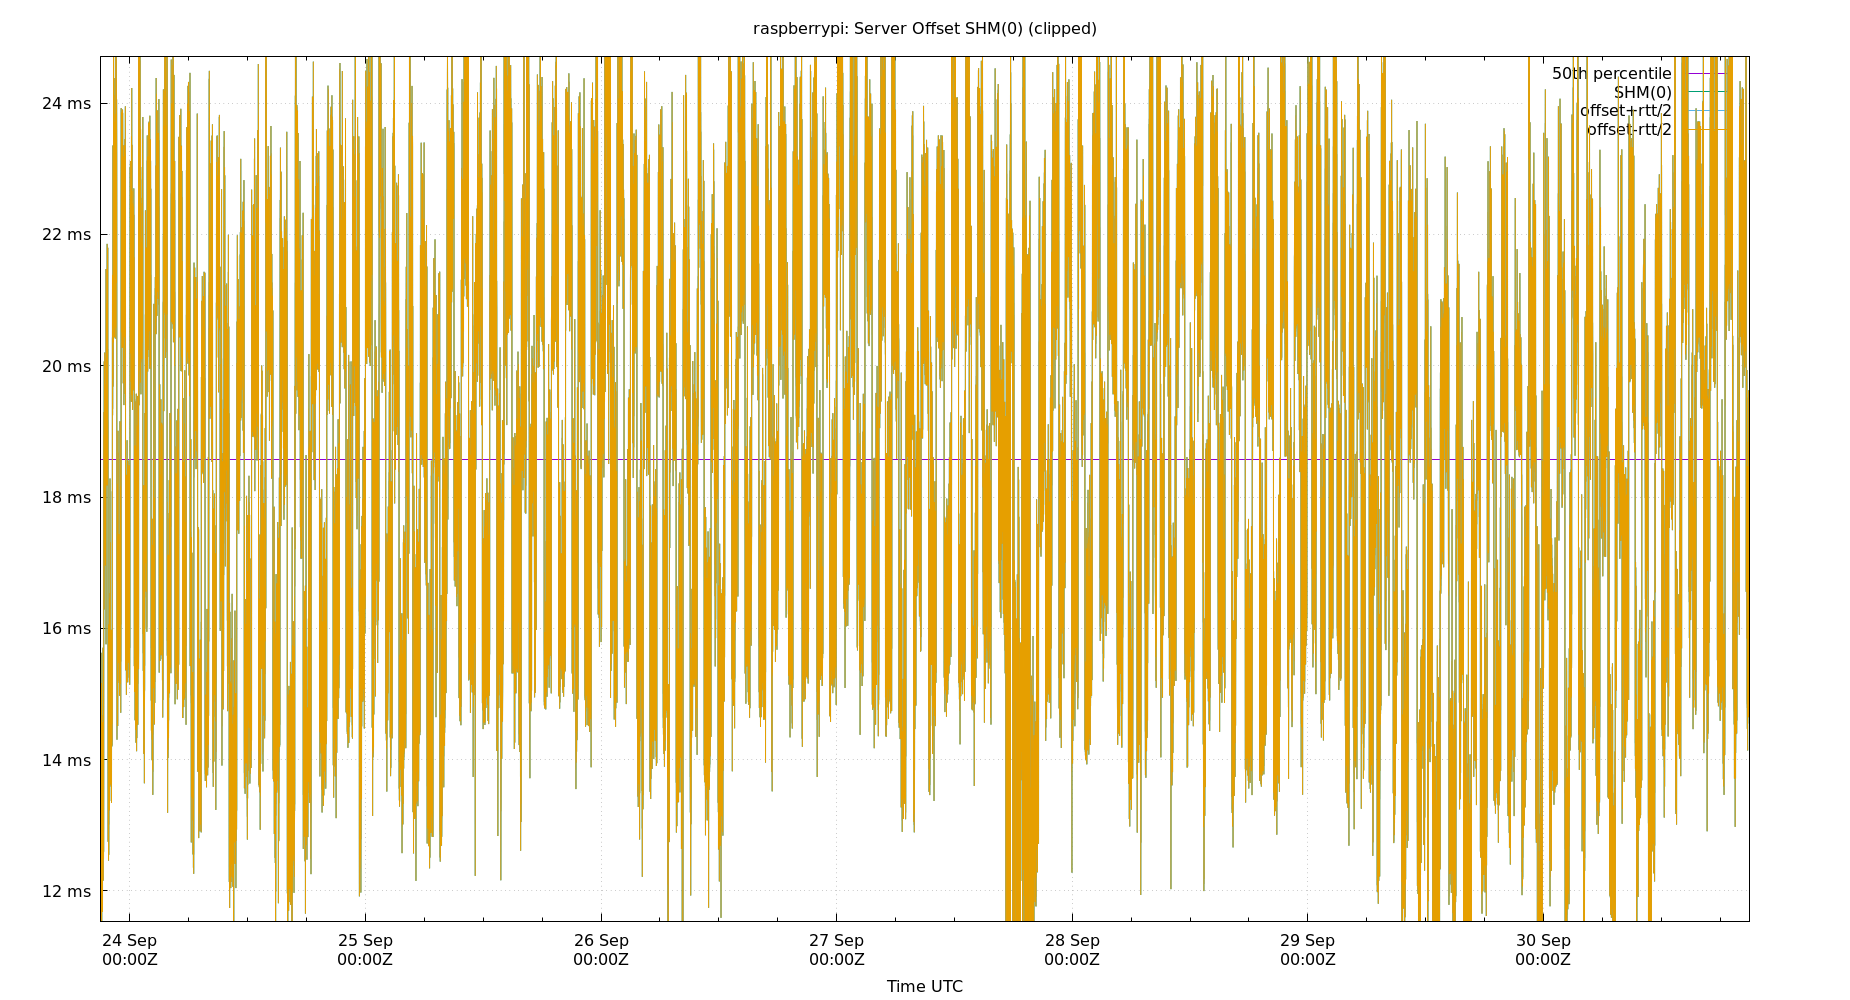 raspberrypi: Server Offset SHM(0) (clipped)
50th percentile
SHM(0)
offset+rtt/2
offset-rtt/2
24 ms
22 ms
20 ms
18 ms
16 ms
14 ms
12 ms
24 Sep 25 Sep 26 Sep 27 Sep 28 Sep 29 Sep 30 Sep
00:00Z 00:00Z 00:00Z 00:00Z 00:00Z 00:00Z 00:00Z
Time UTC